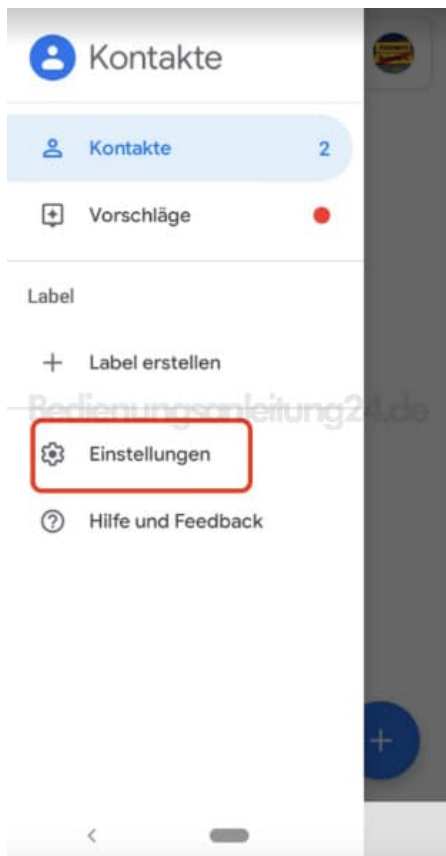 Kontakte
Kontakte 2
Vorschläge
Label
Label erstellen
Bedienungsanleitung24.de
Einstellungen
Hilfe und Feedback